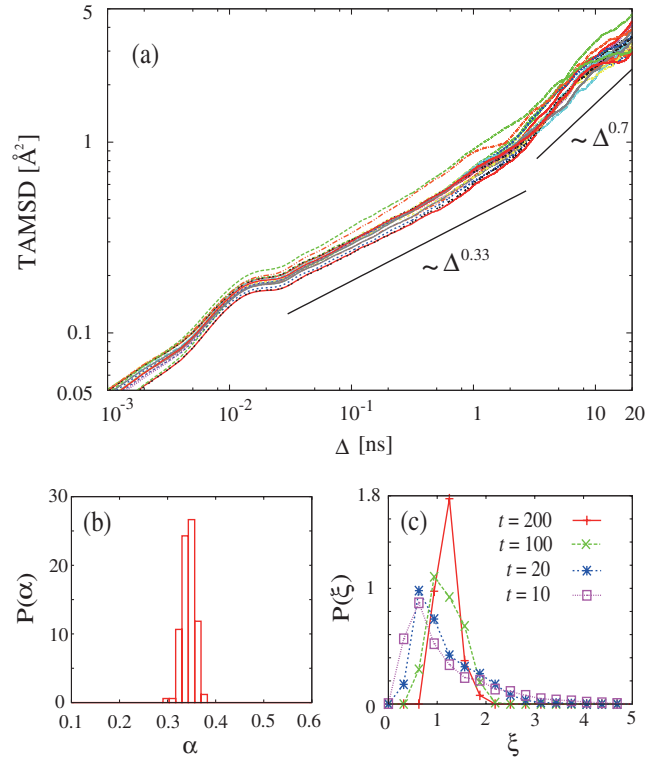 5
(a)
1
TAMSD [Å²]
~ Δ^0.7
~ Δ^0.33
0.1
0.05
10^-3 10^-2 10^-1 1 10 20
Δ [ns]
30
(b)
20
P(α)
10
0
0.1 0.2 0.3 0.4 0.5 0.6
α
1.8
(c)
t = 200
t = 100
t = 20
t = 10
1
P(ξ)
0
0 1 2 3 4 5
ξ